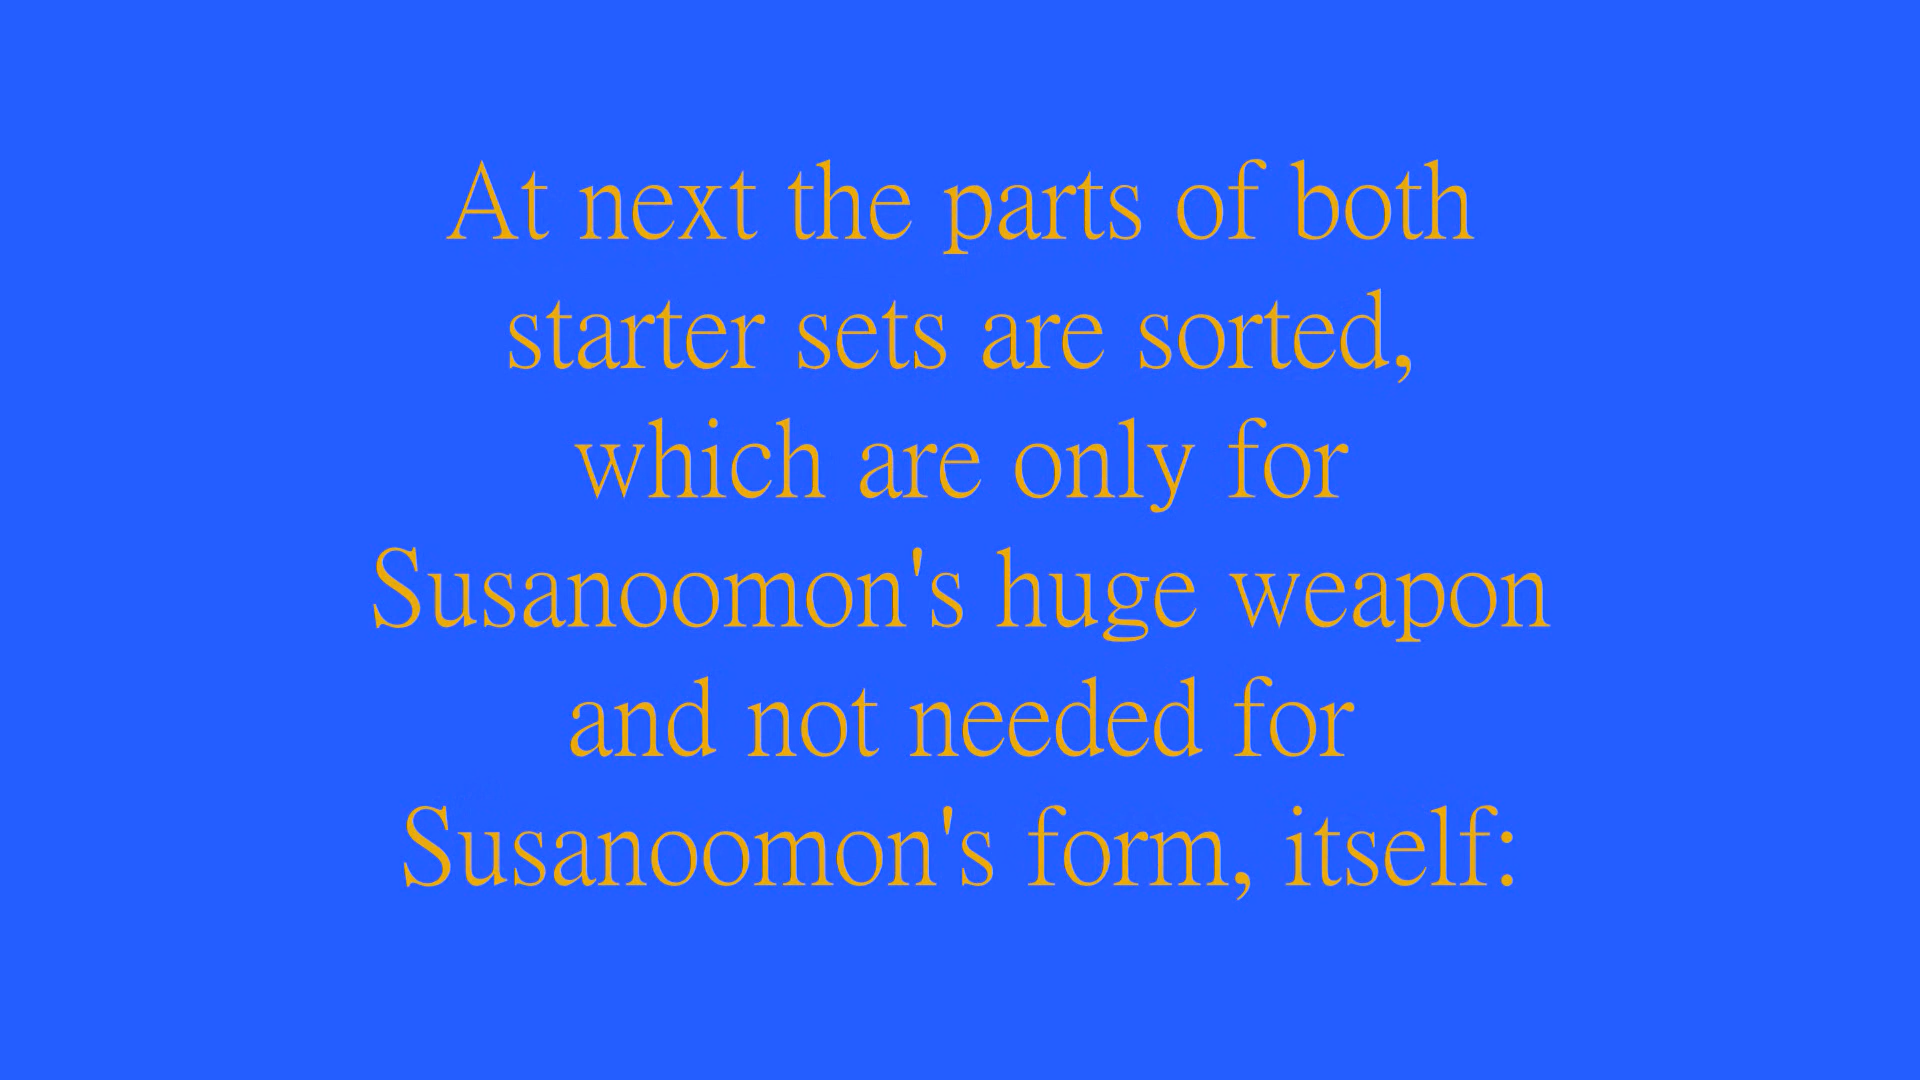 At next the parts of both
starter sets are sorted,
which are only for
Susanoomon's huge weapon
and not needed for
Susanoomon's form, itself: